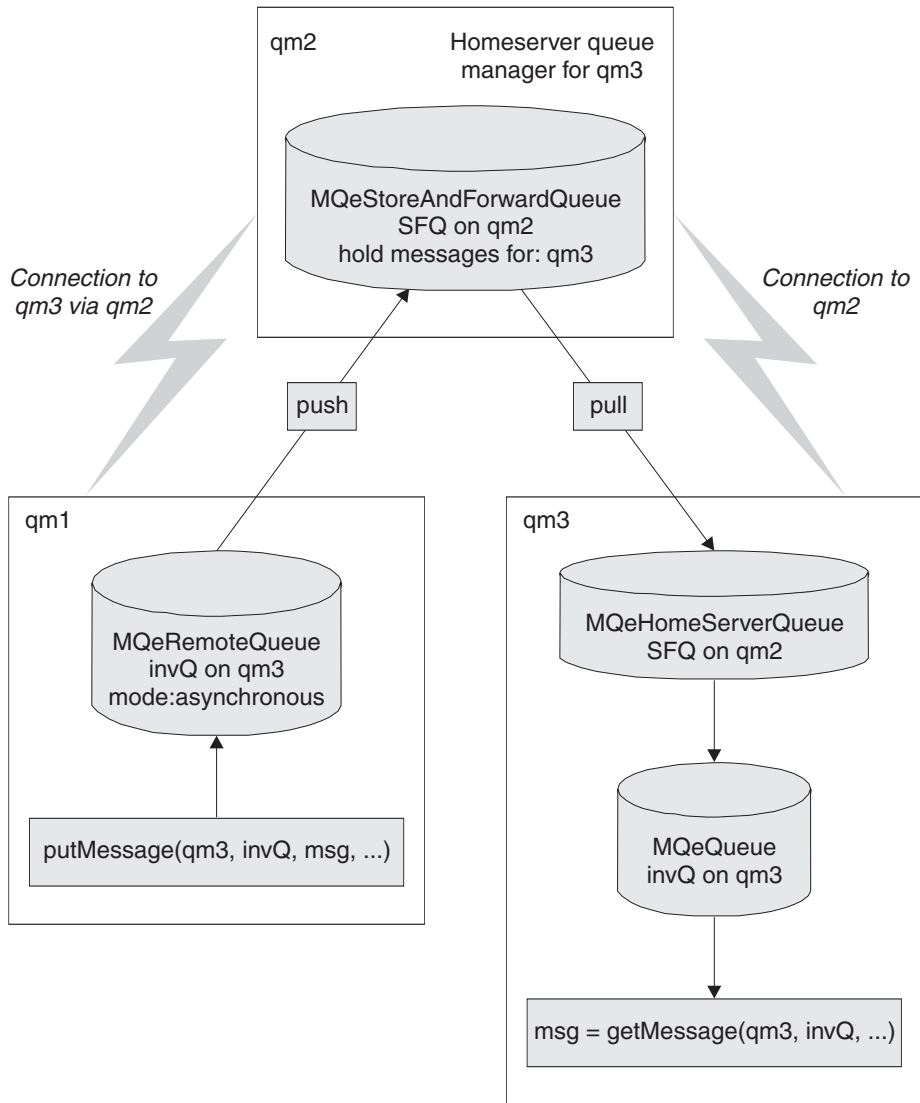 qm2
Homeserver queue
manager for qm3
MQeStoreAndForwardQueue
SFQ on qm2
hold messages for: qm3
Connection to
qm3 via qm2
Connection to
qm2
push
pull
qm1
MQeRemoteQueue
invQ on qm3
mode:asynchronous
putMessage(qm3, invQ, msg, ...)
qm3
MQeHomeServerQueue
SFQ on qm2
MQeQueue
invQ on qm3
msg = getMessage(qm3, invQ, ...)